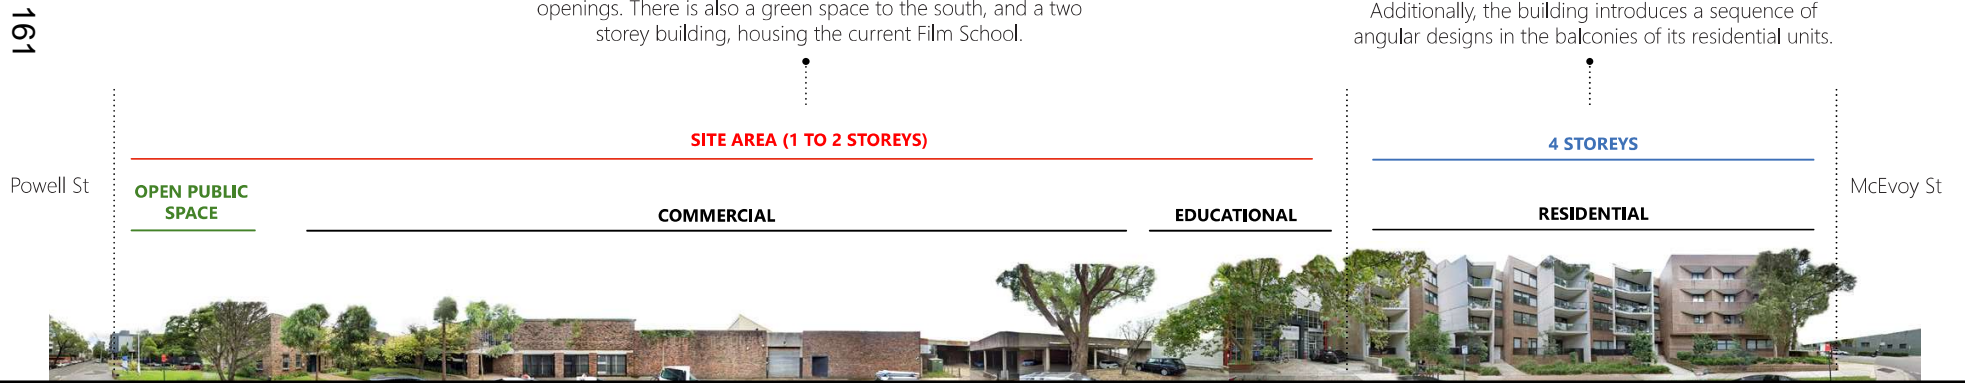 161
openings. There is also a green space to the south, and a two
storey building, housing the current Film School.
Additionally, the building introduces a sequence of
angular designs in the balconies of its residential units.
SITE AREA (1 TO 2 STOREYS)
4 STOREYS
Powell St
OPEN PUBLIC
SPACE
COMMERCIAL
EDUCATIONAL
RESIDENTIAL
McEvoy St